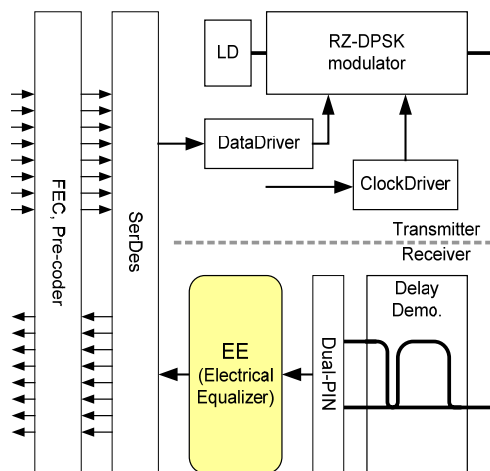 LD
RZ-DPSK
modulator
DataDriver
ClockDriver
FEC, Pre-coder
SerDes
Transmitter
Receiver
EE
(Electrical
Equalizer)
Dual-PIN
Delay
Demo.